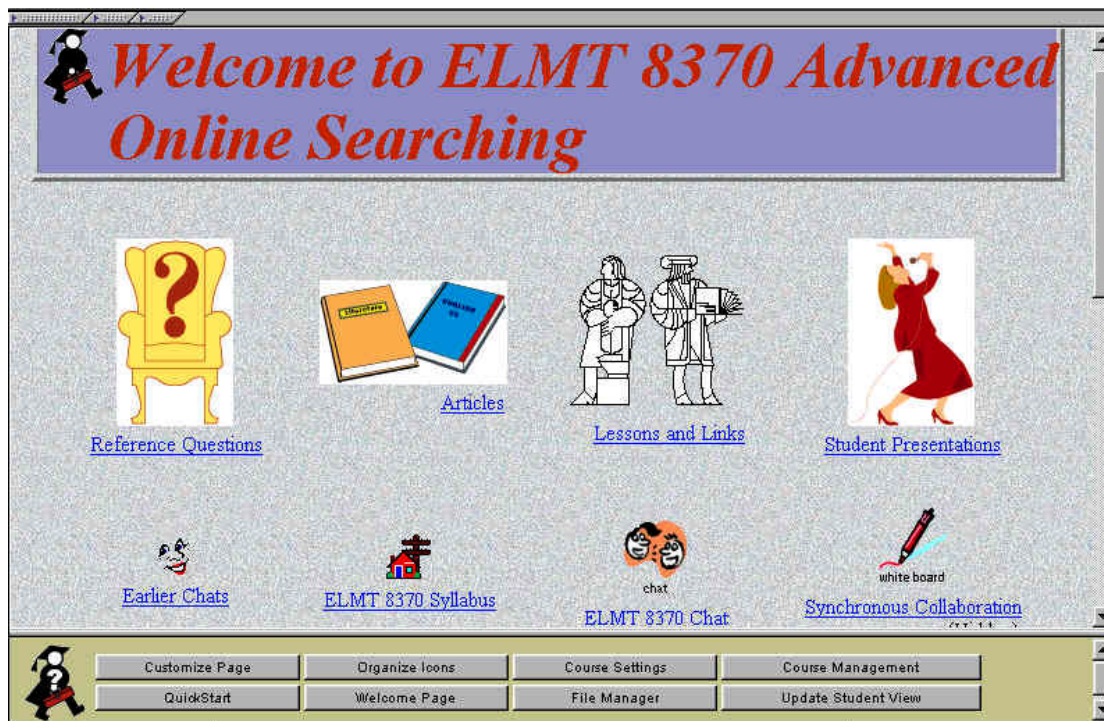 Welcome to ELMT 8370 Advanced
Online Searching
?
Literature
Articles
Reference Questions
Lessons and Links
Student Presentations
chat
white board
Earlier Chats
ELMT 8370 Syllabus
ELMT 8370 Chat
Synchronous Collaboration
?
Customize Page
Organize Icons
Course Settings
Course Management
QuickStart
Welcome Page
File Manager
Update Student View